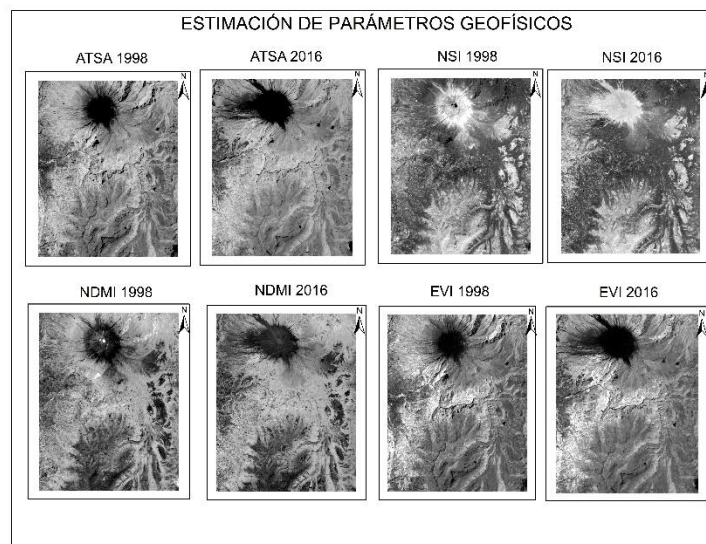 ESTIMACIÓN DE PARÁMETROS GEOFÍSICOS
ATSA 1998
ATSA 2016
NSI 1998
NSI 2016
N
N
N
N
NDMI 1998
NDMI 2016
EVI 1998
EVI 2016
N
N
N
N